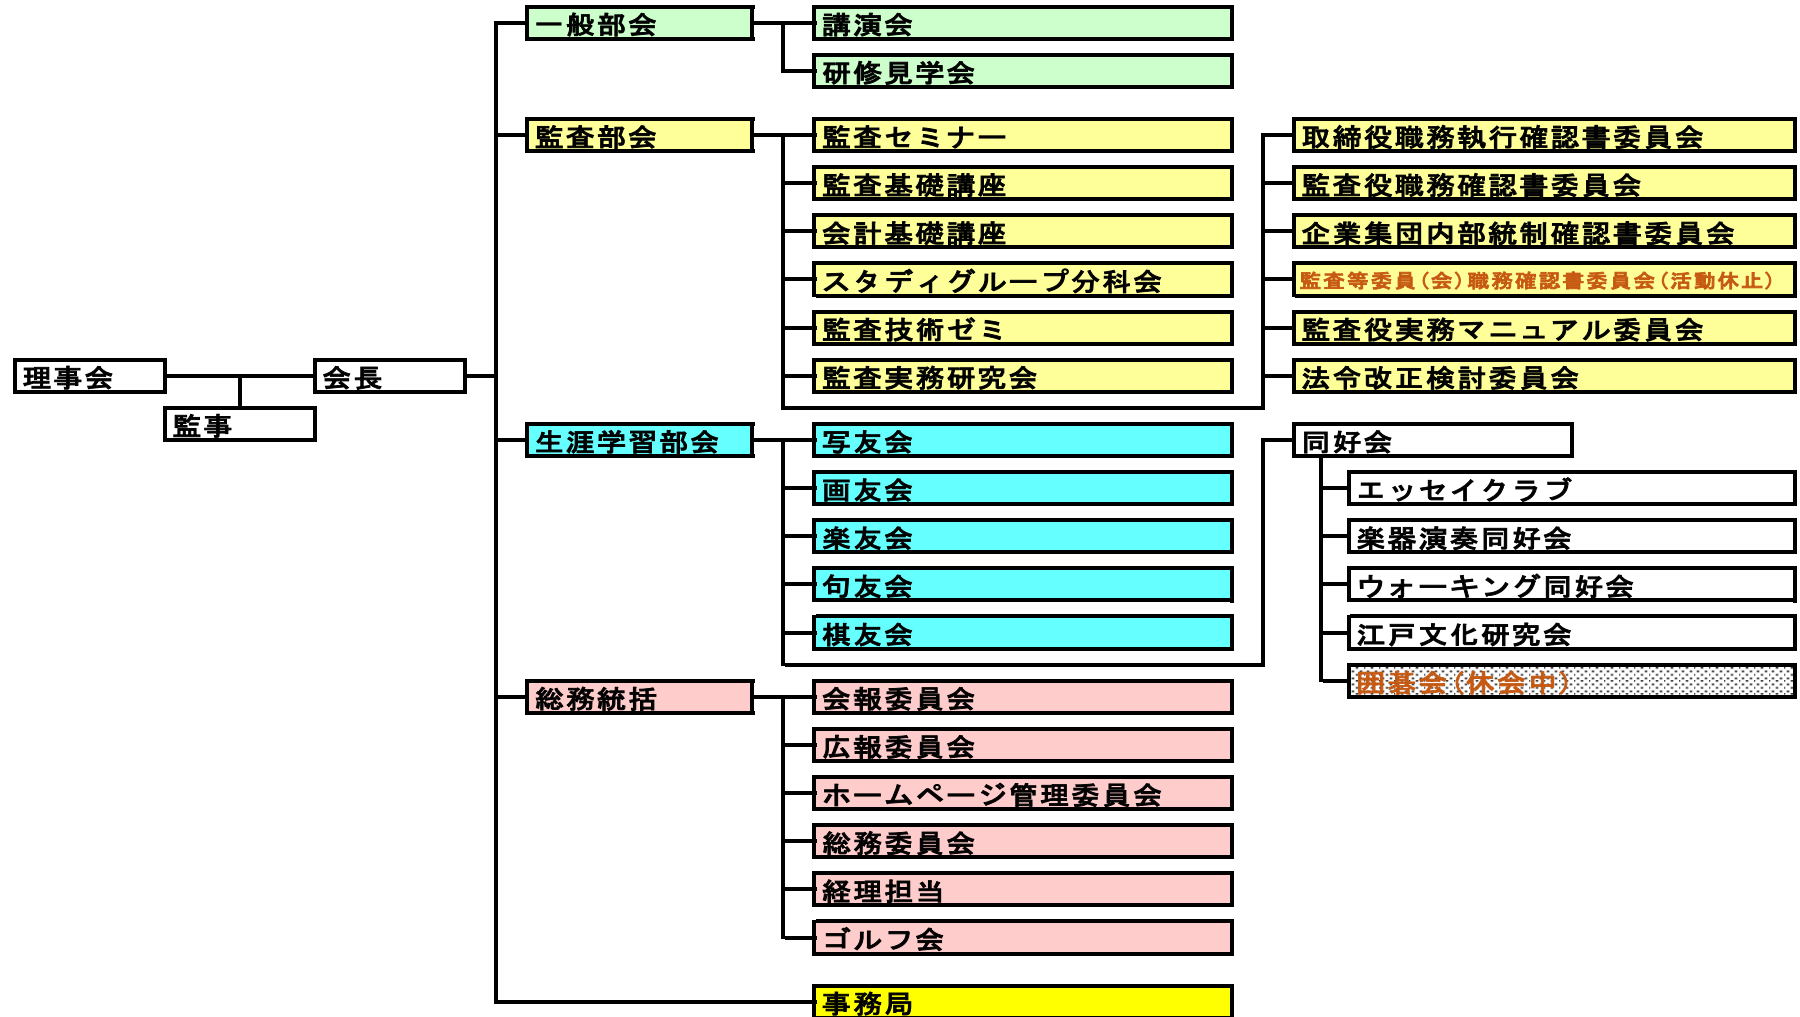 一般部会
講演会
研修見学会
監査部会
監査セミナー
監査基礎講座
会計基礎講座
スタディグループ分科会
監査技術ゼミ
監査実務研究会
取締役職務執行確認書委員会
監査役職務確認書委員会
企業集団内部統制確認書委員会
監査等委員(会)職務確認書委員会(活動休止)
監査役実務マニュアル委員会
法令改正検討委員会
理事会
会長
監事
生涯学習部会
写友会
画友会
楽友会
句友会
棋友会
同好会
エッセイクラブ
楽器演奏同好会
ウォーキング同好会
江戸文化研究会
囲碁会(休会中)
総務統括
会報委員会
広報委員会
ホームページ管理委員会
総務委員会
経理担当
ゴルフ会
事務局